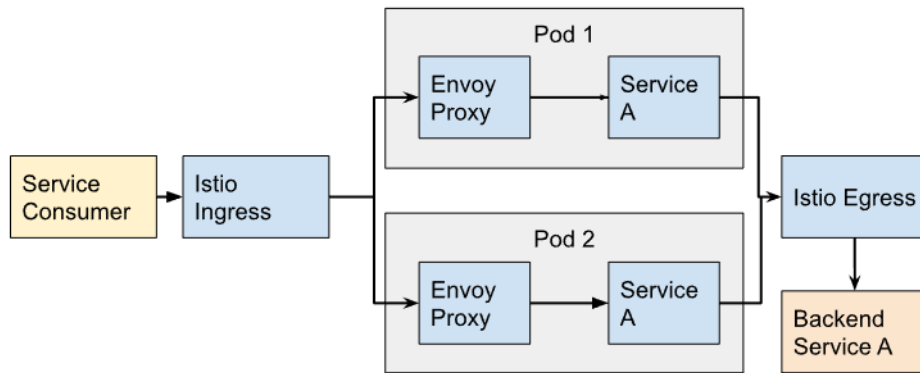 Pod 1
Envoy
Proxy
Service
A
Service
Consumer
Istio
Ingress
Istio Egress
Pod 2
Envoy
Proxy
Service
A
Backend
Service A